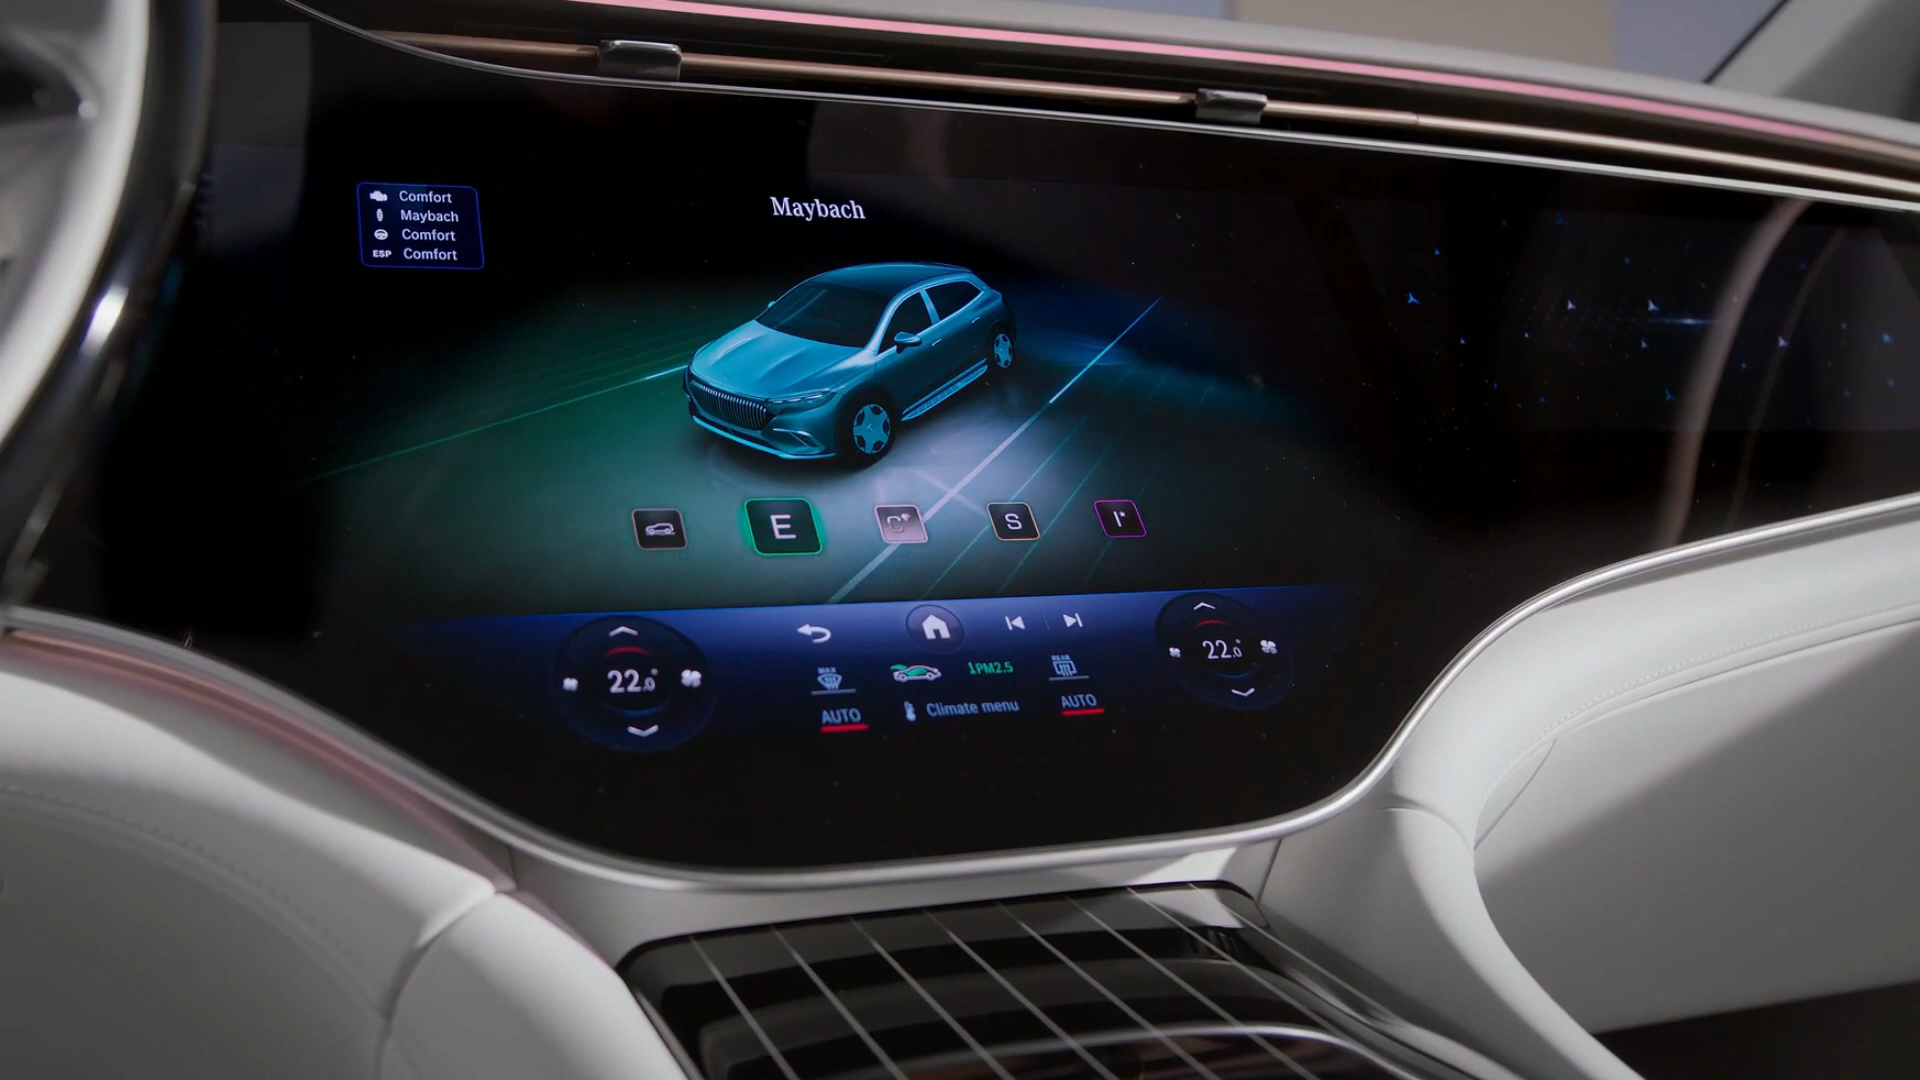 Comfort
Maybach
Comfort
ESP Comfort
Maybach
E
C
S
I*
22.0°
22.0°
MAX
1PM2.5
REAR
AUTO
Climate menu
AUTO